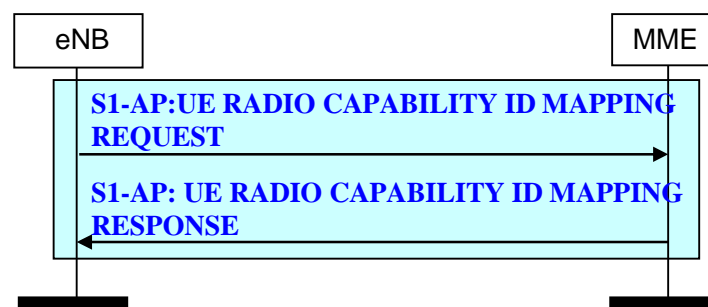 eNB
MME
S1-AP:UE RADIO CAPABILITY ID MAPPING
REQUEST
S1-AP: UE RADIO CAPABILITY ID MAPPING
RESPONSE